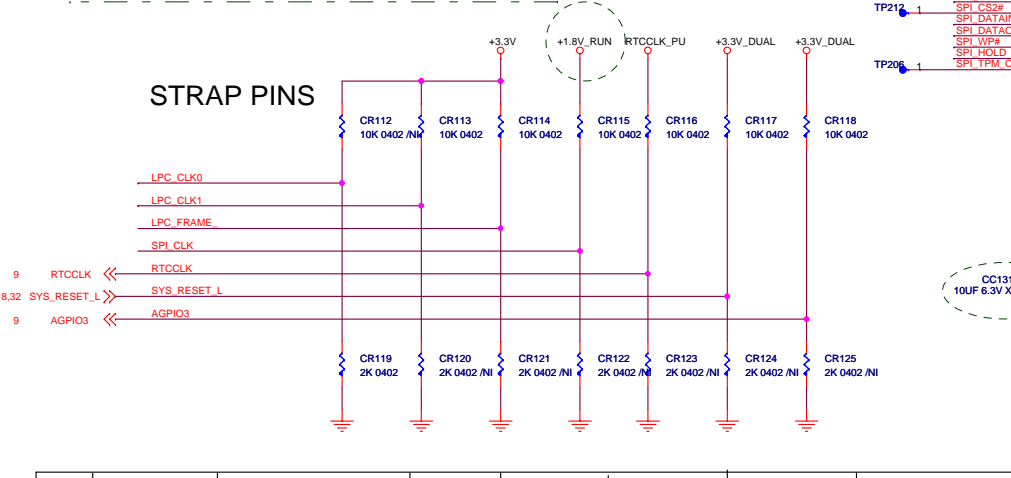 TP212 1 SPI_CS2#
SPI_DATAIN
SPI_WP#
SPI_HOLD
TP206 1 SPI_TPM_C
+3.3V +1.8V_RUN RTCCLK_PU +3.3V_DUAL +3.3V_DUAL
STRAP PINS
CR112 CR113 CR114 CR115 CR116 CR117 CR118
10K 0402 /NI 10K 0402 10K 0402 10K 0402 10K 0402 10K 0402 10K 0402
LPC_CLK0
LPC_CLK1
LPC_FRAME_
SPI_CLK
9 RTCCLK RTCCLK
8,32 SYS_RESET_L SYS_RESET_L
9 AGPIO3 AGPIO3
CC131
10UF 6.3V X
CR119 CR120 CR121 CR122 CR123 CR124 CR125
2K 0402 2K 0402 /NI 2K 0402 /NI 2K 0402 /NI 2K 0402 /NI 2K 0402 /NI 2K 0402 /NI